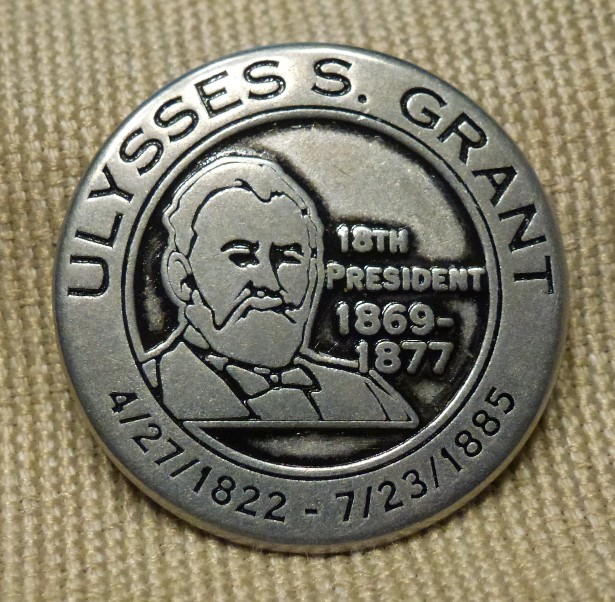 ULYSSES S. GRANT
18TH
PRESIDENT
1869-
1877
4/27/1822 - 7/23/1885